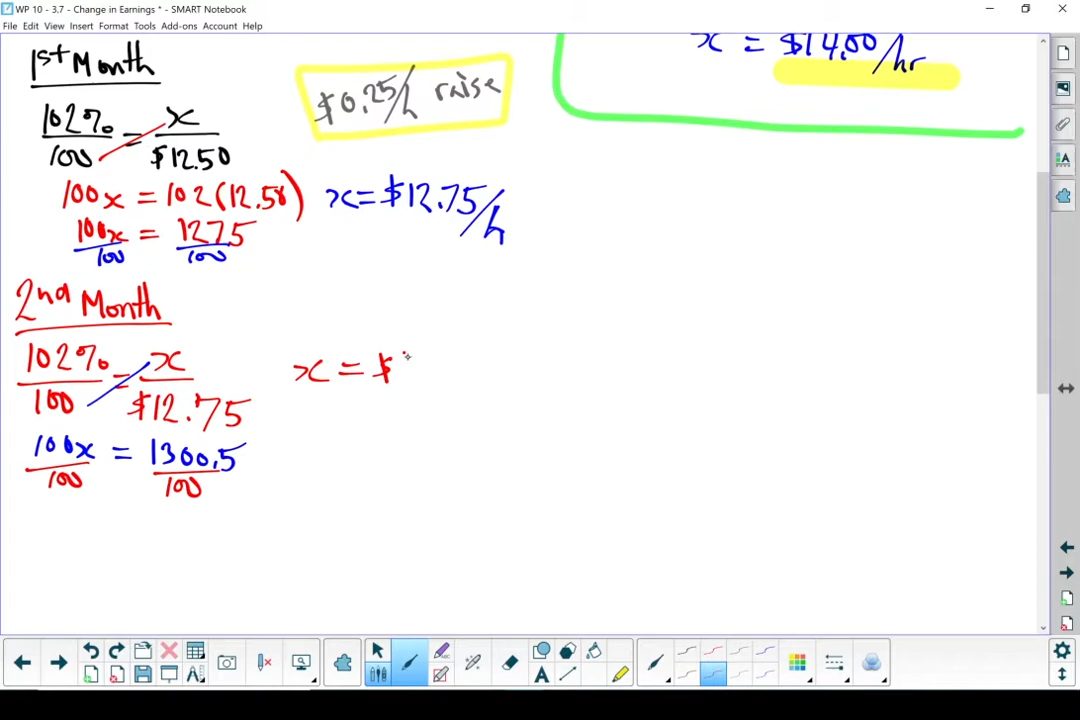 WP 10 - 3.7 - Change in Earnings * - SMART Notebook
File Edit View Insert Format Tools Add-ons Account Help
x = $14.00/hr
1st Month
$0.25/h raise
102% = x
100 $12.50
100x = 102(12.50) x = $12.75/h
100x = 1275
100 100
2nd Month
102% = x
100 $12.75
x = $
100x = 1300.5
100 100